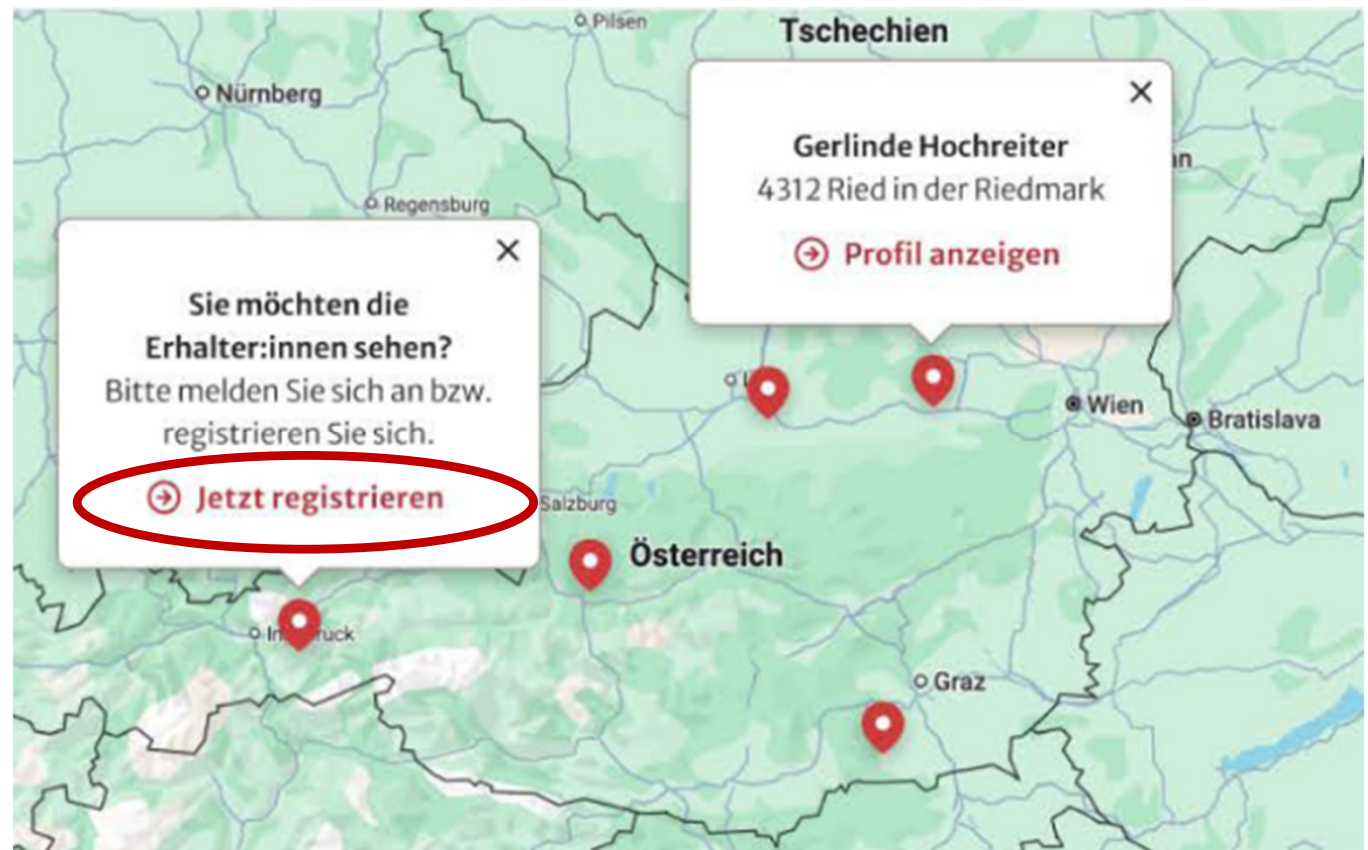 Pilsen
Tschechien
Nürnberg
Gerlinde Hochreiter
4312 Ried in der Riedmark
Profil anzeigen
Regensburg
Sie möchten die
Erhalter:innen sehen?
Bitte melden Sie sich an bzw.
registrieren Sie sich.
Jetzt registrieren
Wien
Bratislava
Salzburg
Österreich
Graz